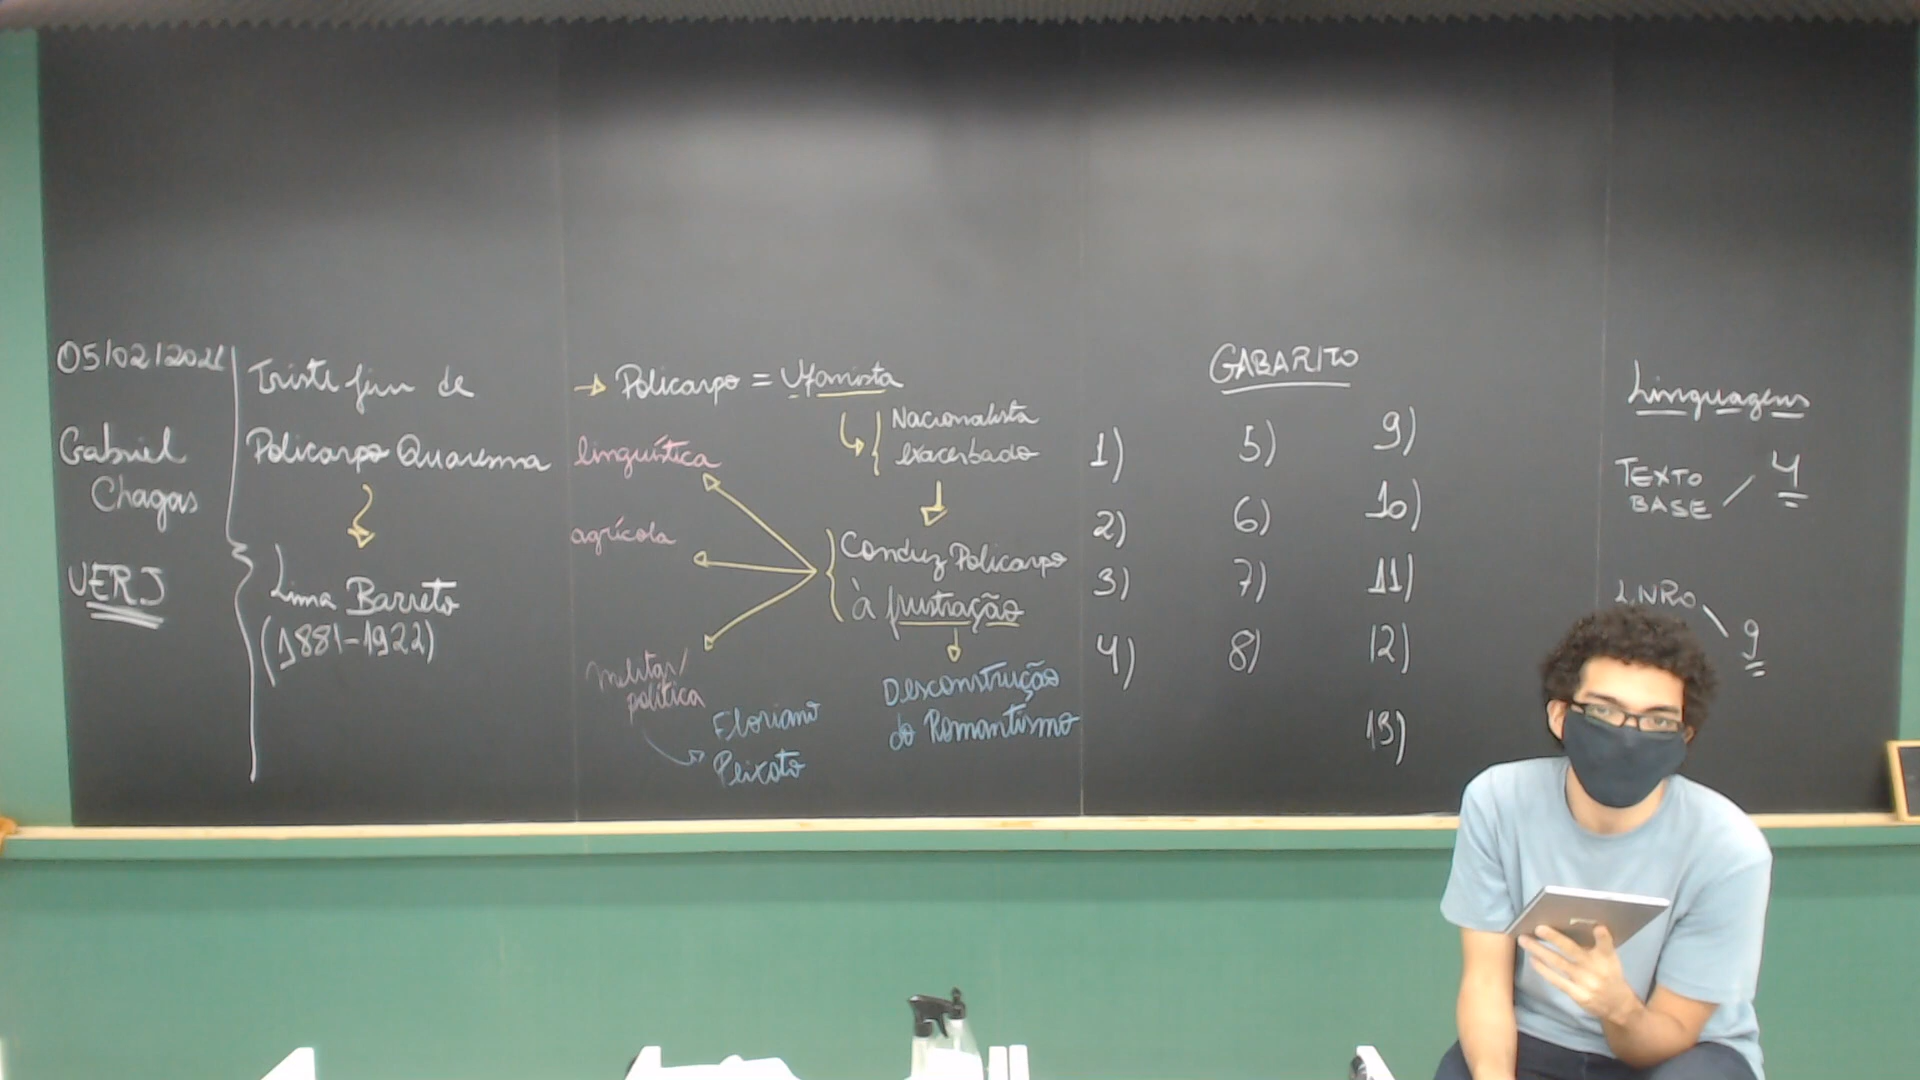 05/02/2021
Gabriel
Chagas
UERJ
Triste fim de
Policarpo Quaresma
Lima Barreto
(1881-1922)
→ Policarpo = Ufanista
Nacionalista
exacerbado
Conduz Policarpo
à frustração
Desconstrução
do Romantismo
linguística
agrícola
militar/
política
Floriano
Peixoto
GABARITO
1)
2)
3)
4)
5)
6)
7)
8)
9)
10)
11)
12)
13)
Linguagens
TEXTO
BASE
4
LIVRO
9